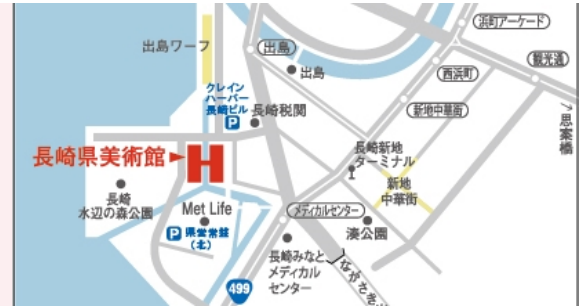 浜町アーケード
出島ワーフ
出島
観光通
出島
西浜町
クレイン
ハーバー
長崎ビル
P
長崎税関
新地中華街
思案橋
長崎県美術館
長崎新地
ターミナル
長崎
水辺の森公園
新地
中華街
Met Life
メディカルセンター
P
県営常盤
(北)
湊公園
長崎みなと
メディカル
センター
499